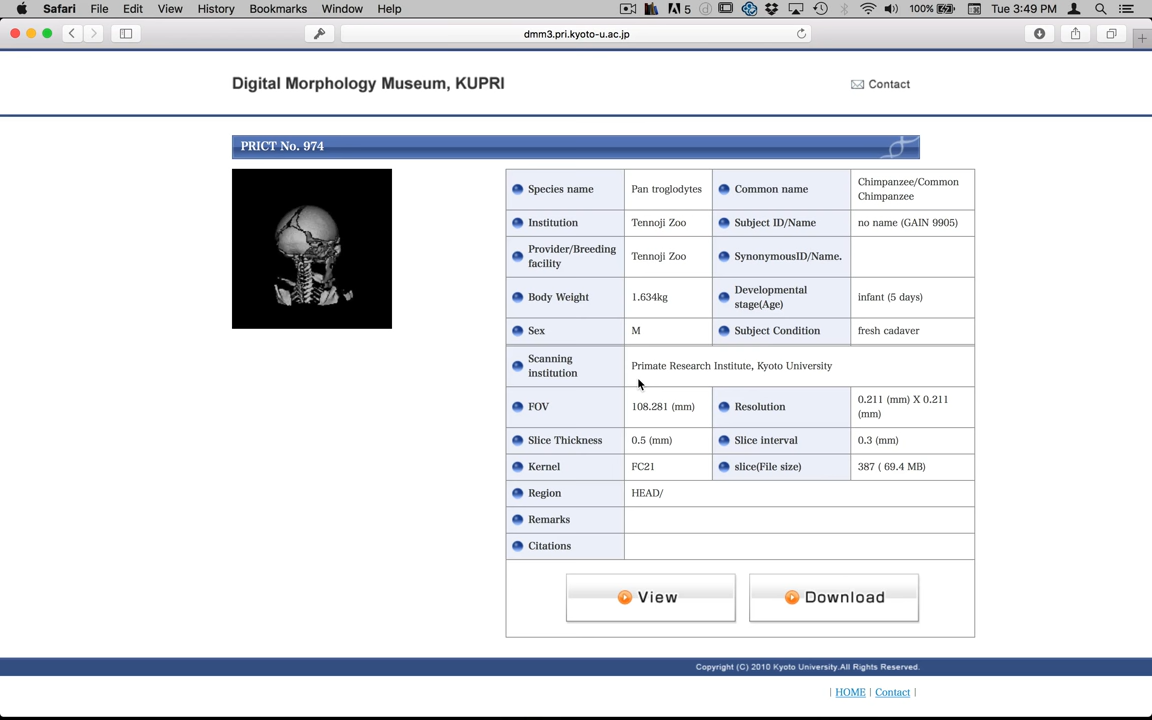 Safari File Edit View History Bookmarks Window Help 5 100% Tue 3:49 PM
dmm3.pri.kyoto-u.ac.jp
Digital Morphology Museum, KUPRI
Contact
PRICT No. 974
Species name Pan troglodytes Common name Chimpanzee/Common
Chimpanzee
Institution Tennoji Zoo Subject ID/Name no name (GAIN 9905)
Provider/Breeding
facility Tennoji Zoo SynonymousID/Name.
Body Weight 1.634kg Developmental
stage(Age) infant (5 days)
Sex M Subject Condition fresh cadaver
Scanning
institution Primate Research Institute, Kyoto University
FOV 108.281 (mm) Resolution 0.211 (mm) X 0.211
(mm)
Slice Thickness 0.5 (mm) Slice interval 0.3 (mm)
Kernel FC21 slice(File size) 387 ( 69.4 MB)
Region HEAD/
Remarks
Citations
View Download
Copyright (C) 2010 Kyoto University.All Rights Reserved.
| HOME | Contact |